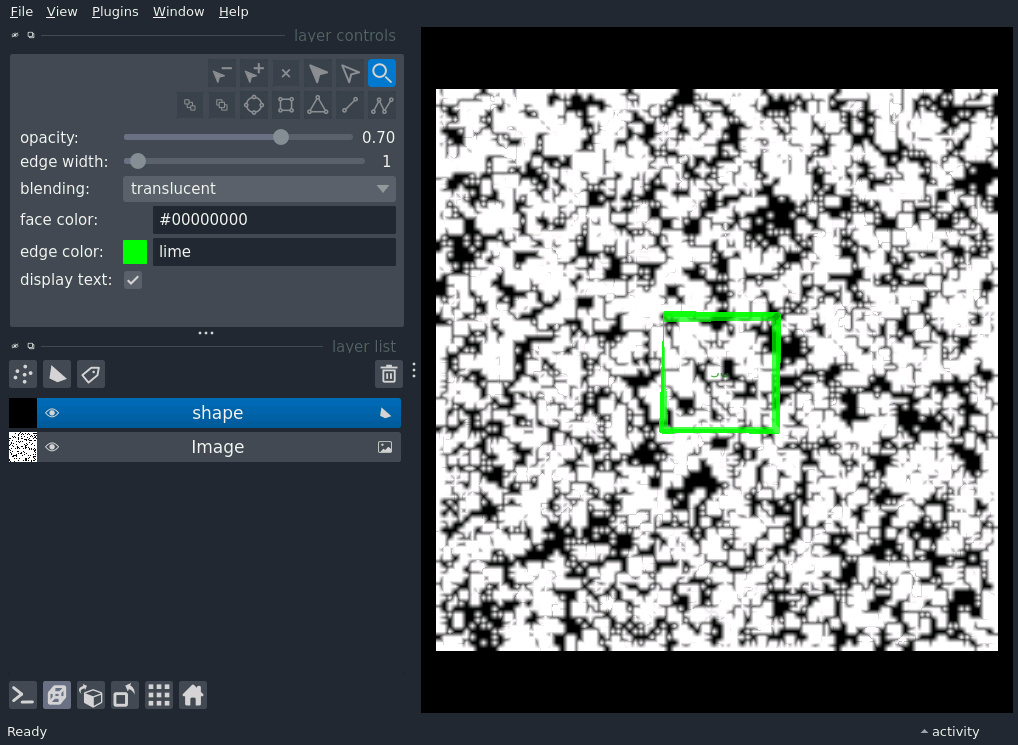 File View Plugins Window Help
layer controls
opacity: 0.70
edge width: 1
blending: translucent
face color: #00000000
edge color: lime
display text:
layer list
shape
Image
Ready
activity